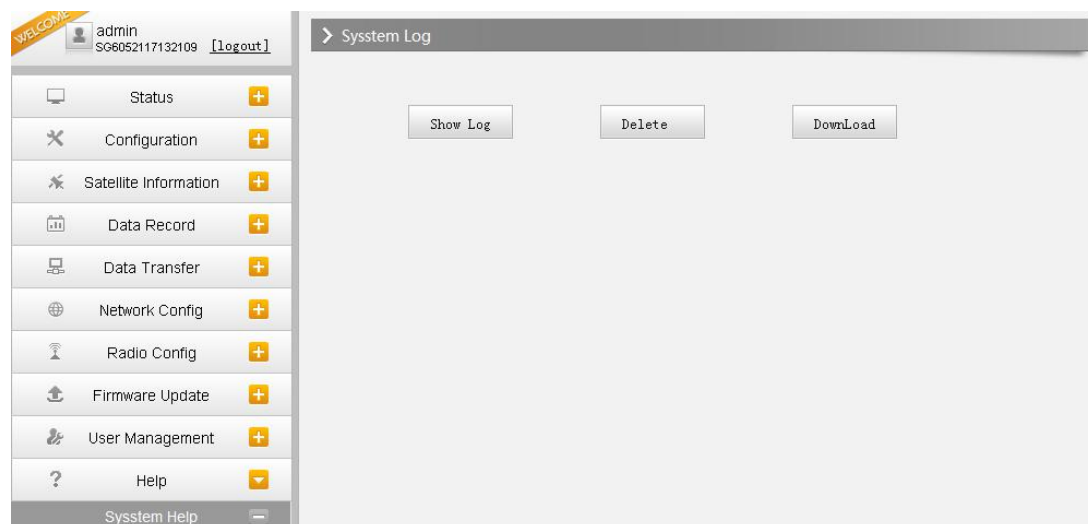 WELCOME
admin
SG6052117132109 [logout]
Status
Configuration
Satellite Information
Data Record
Data Transfer
Network Config
Radio Config
Firmware Update
User Management
Help
Sysstem Help
Sysstem Log
Show Log Delete DownLoad